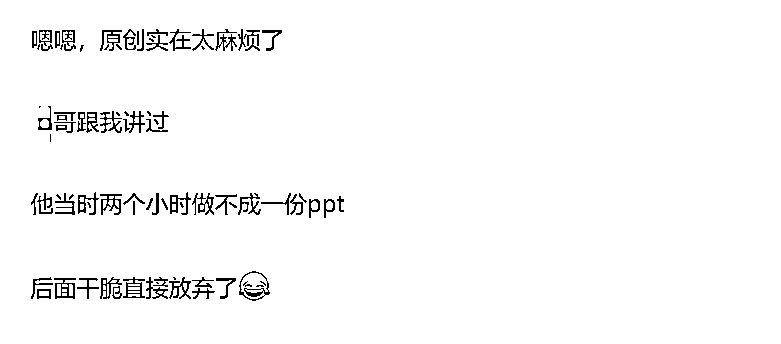 嗯嗯，原创实在太麻烦了
哥跟我讲过
他当时两个小时做不成一份ppt
后面干脆直接放弃了😂